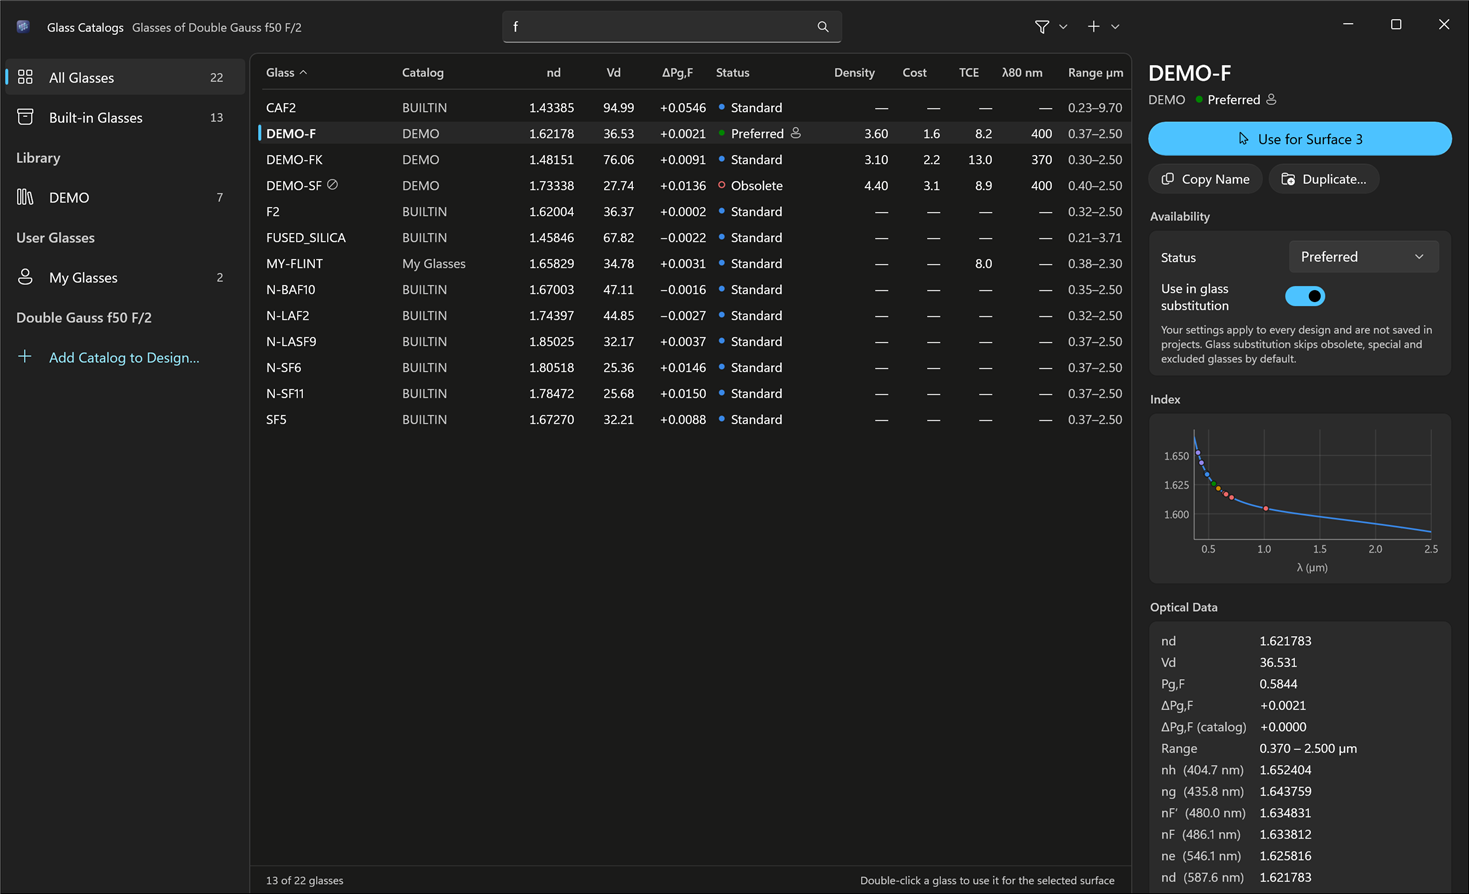 Glass Catalogs Glasses of Double Gauss f50 F/2
f
All Glasses 22
Built-in Glasses 13
Library
DEMO 7
User Glasses
My Glasses 2
Double Gauss f50 F/2
Add Catalog to Design...
Glass Catalog nd Vd ΔPg,F Status Density Cost TCE λ80 nm Range µm
CAF2 BUILTIN 1.43385 94.99 +0.0546 Standard — — — — 0.23–9.70
DEMO-F DEMO 1.62178 36.53 +0.0021 Preferred 3.60 1.6 8.2 400 0.37–2.50
DEMO-FK DEMO 1.48151 76.06 +0.0091 Standard 3.10 2.2 13.0 370 0.30–2.50
DEMO-SF DEMO 1.73338 27.74 +0.0136 Obsolete 4.40 3.1 8.9 400 0.40–2.50
F2 BUILTIN 1.62004 36.37 +0.0002 Standard — — — — 0.32–2.50
FUSED_SILICA BUILTIN 1.45846 67.82 −0.0022 Standard — — — — 0.21–3.71
MY-FLINT My Glasses 1.65829 34.78 +0.0031 Standard — — 8.0 — 0.38–2.30
N-BAF10 BUILTIN 1.67003 47.11 −0.0016 Standard — — — — 0.35–2.50
N-LAF2 BUILTIN 1.74397 44.85 −0.0027 Standard — — — — 0.32–2.50
N-LASF9 BUILTIN 1.85025 32.17 +0.0037 Standard — — — — 0.37–2.50
N-SF6 BUILTIN 1.80518 25.36 +0.0146 Standard — — — — 0.37–2.50
N-SF11 BUILTIN 1.78472 25.68 +0.0150 Standard — — — — 0.37–2.50
SF5 BUILTIN 1.67270 32.21 +0.0088 Standard — — — — 0.37–2.50
13 of 22 glasses
Double-click a glass to use it for the selected surface
DEMO-F
DEMO Preferred
Use for Surface 3
Copy Name Duplicate...
Availability
Status Preferred
Use in glass
substitution
Your settings apply to every design and are not saved in
projects. Glass substitution skips obsolete, special and
excluded glasses by default.
Index
1.650
1.625
1.600
0.5 1.0 1.5 2.0 2.5
λ (µm)
Optical Data
nd 1.621783
Vd 36.531
Pg,F 0.5844
ΔPg,F +0.0021
ΔPg,F (catalog) +0.0000
Range 0.370 – 2.500 µm
nh (404.7 nm) 1.652404
ng (435.8 nm) 1.643759
nF' (480.0 nm) 1.634831
nF (486.1 nm) 1.633812
ne (546.1 nm) 1.625816
nd (587.6 nm) 1.621783